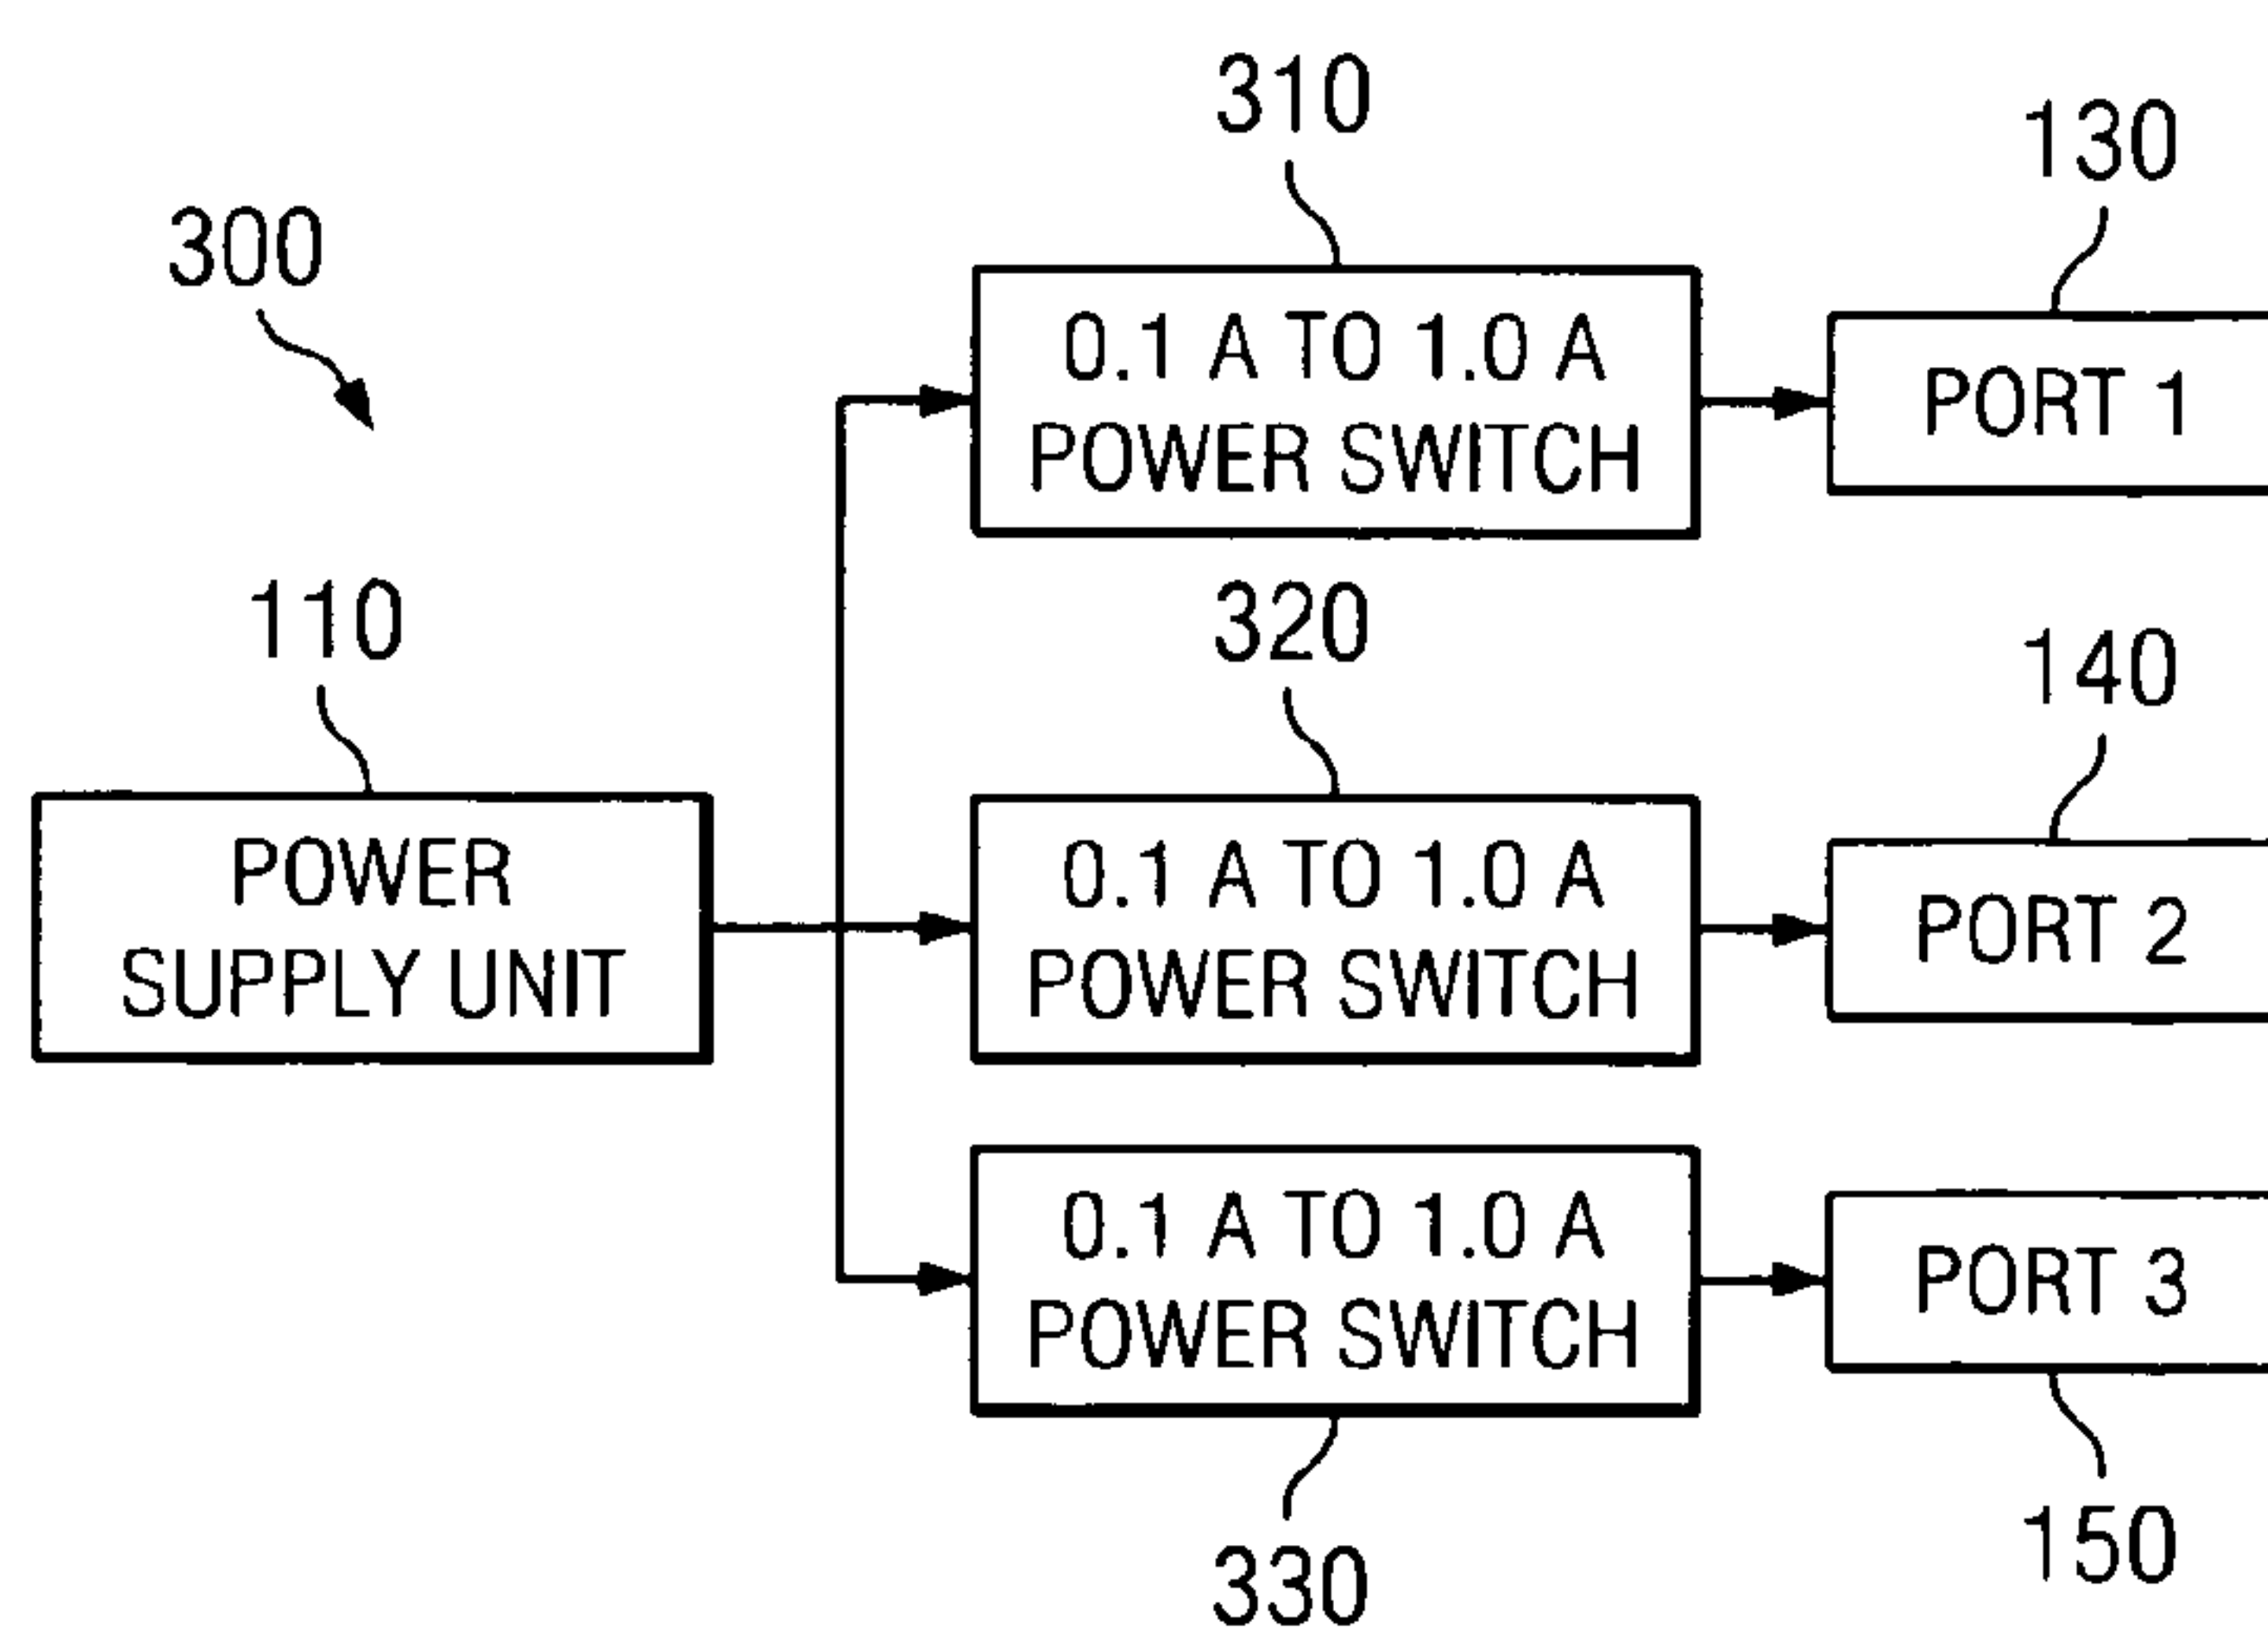 300
310
0.1 A TO 1.0 A
POWER SWITCH
130
PORT 1
110
POWER
SUPPLY UNIT
320
0.1 A TO 1.0 A
POWER SWITCH
140
PORT 2
0.1 A TO 1.0 A
POWER SWITCH
330
PORT 3
150